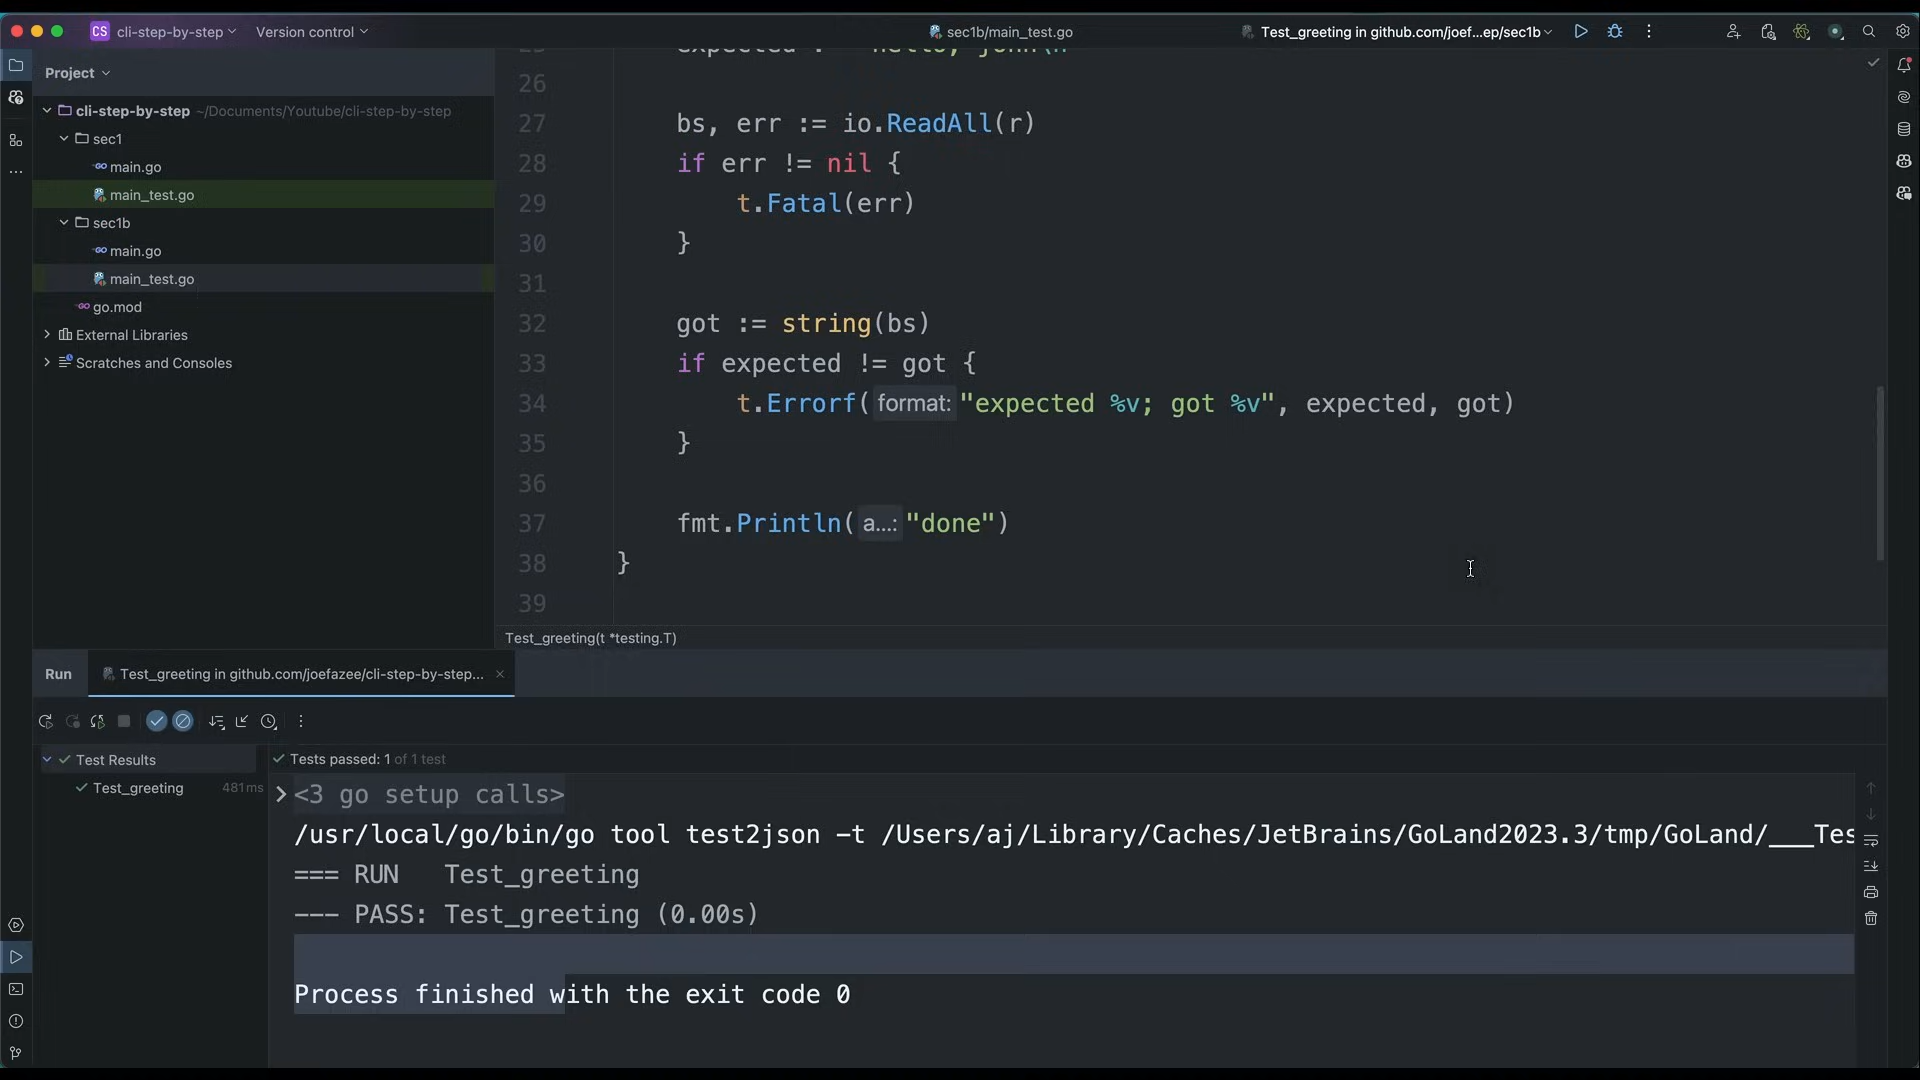 CS cli-step-by-step Version control sec1b/main_test.go Test_greeting in github.com/joef...ep/sec1b
Project
cli-step-by-step ~/Documents/Youtube/cli-step-by-step
sec1
main.go
main_test.go
sec1b
main.go
main_test.go
go.mod
External Libraries
Scratches and Consoles
26
27 bs, err := io.ReadAll(r)
28 if err != nil {
29 t.Fatal(err)
30 }
31
32 got := string(bs)
33 if expected != got {
34 t.Errorf( format: "expected %v; got %v", expected, got)
35 }
36
37 fmt.Println( a...: "done")
38 }
39
Test_greeting(t *testing.T)
Run Test_greeting in github.com/joefazee/cli-step-by-step...
Test Results
Test_greeting 481ms
Tests passed: 1 of 1 test
<3 go setup calls>
/usr/local/go/bin/go tool test2json -t /Users/aj/Library/Caches/JetBrains/GoLand2023.3/tmp/GoLand/___Tes
=== RUN Test_greeting
--- PASS: Test_greeting (0.00s)
Process finished with the exit code 0